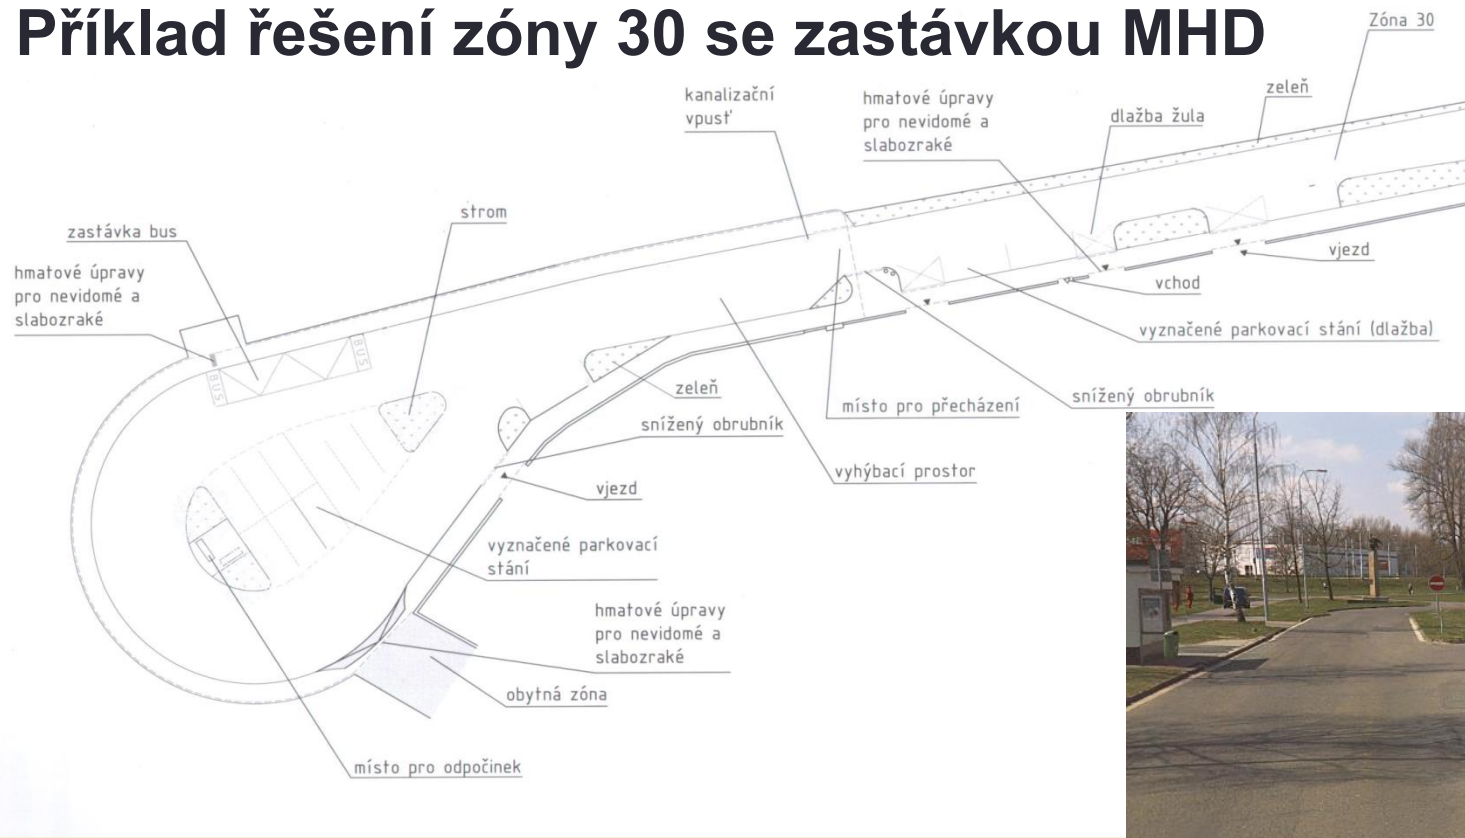 Příklad řešení zóny 30 se zastávkou MHD
Zóna 30
kanalizační
vpusť
hmatové úpravy
pro nevidomé a
slabozraké
dlažba žula
zeleň
strom
zastávka bus
hmatové úpravy
pro nevidomé a
slabozraké
BUS
BUS
vjezd
vchod
vyznačené parkovací stání (dlažba)
snížený obrubník
místo pro přecházení
zeleň
snížený obrubník
vyhýbací prostor
vjezd
vyznačené parkovací
stání
hmatové úpravy
pro nevidomé a
slabozraké
obytná zóna
místo pro odpočinek